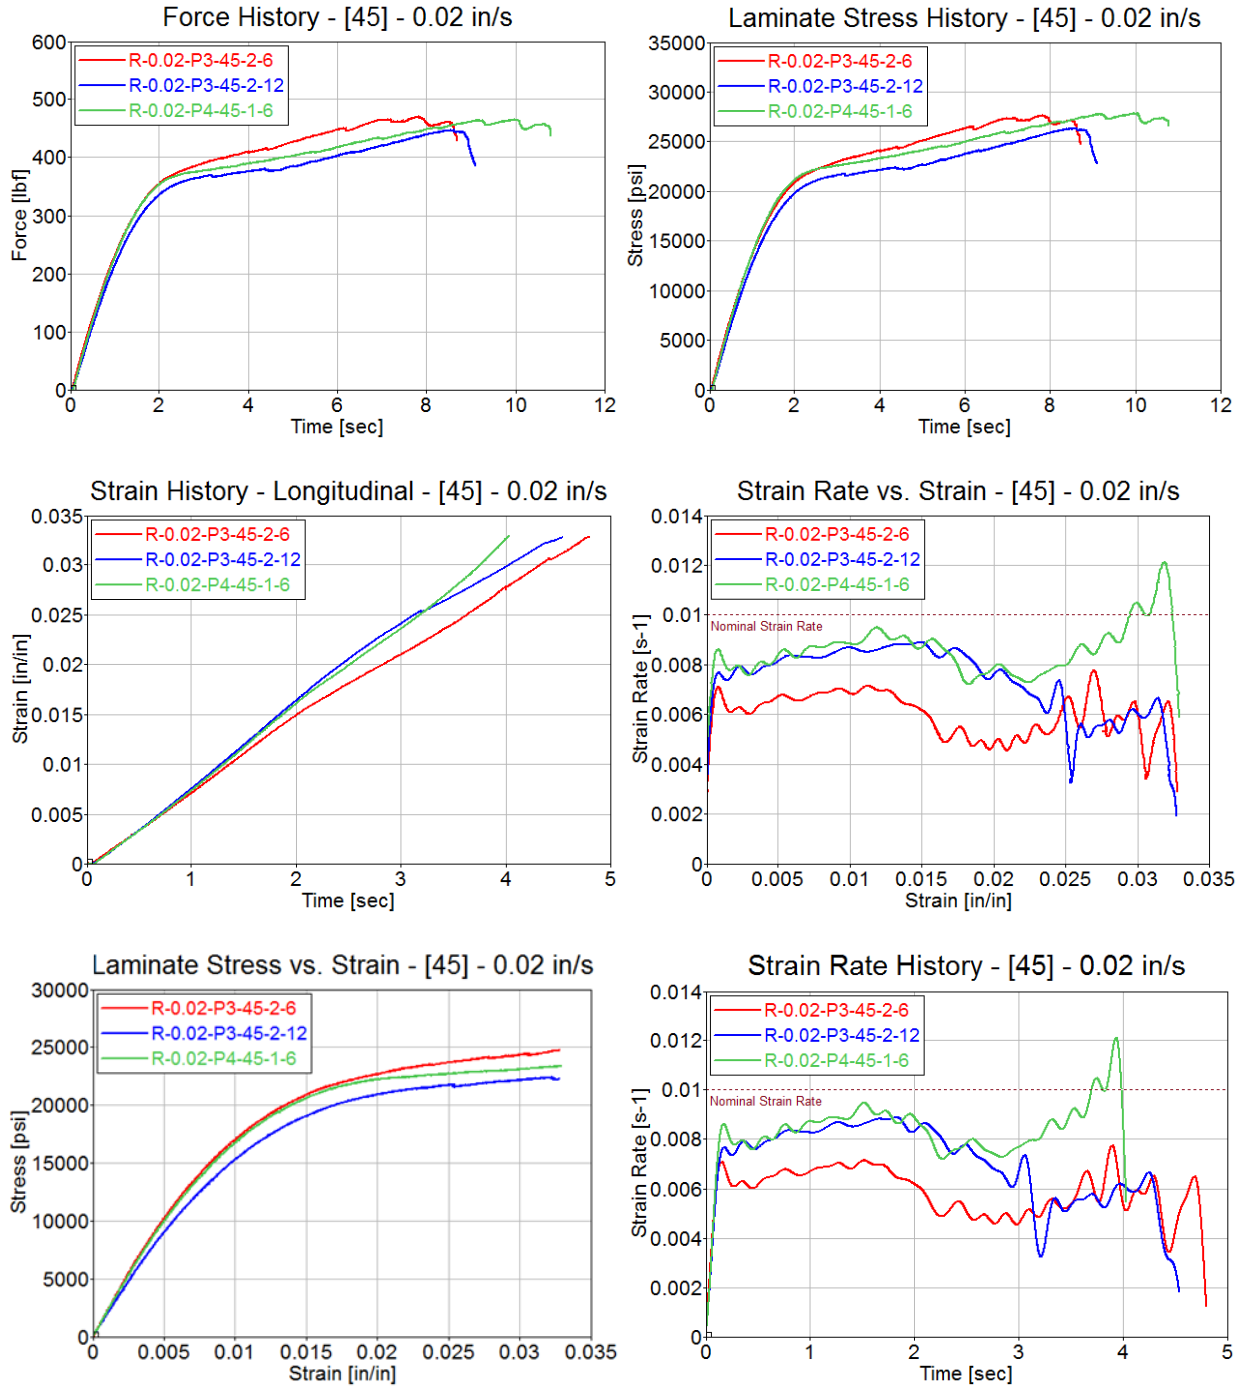 Force History - [45] - 0.02 in/s
600
500
400
300
200
100
0
Force [lbf]
R-0.02-P3-45-2-6
R-0.02-P3-45-2-12
R-0.02-P4-45-1-6
0 2 4 6 8 10 12
Time [sec]
Laminate Stress History - [45] - 0.02 in/s
35000
30000
25000
20000
15000
10000
5000
0
Stress [psi]
R-0.02-P3-45-2-6
R-0.02-P3-45-2-12
R-0.02-P4-45-1-6
0 2 4 6 8 10 12
Time [sec]
Strain History - Longitudinal - [45] - 0.02 in/s
0.035
0.03
0.025
0.02
0.015
0.01
0.005
0
Strain [in/in]
R-0.02-P3-45-2-6
R-0.02-P3-45-2-12
R-0.02-P4-45-1-6
0 1 2 3 4 5
Time [sec]
Strain Rate vs. Strain - [45] - 0.02 in/s
0.014
0.012
0.01
0.008
0.006
0.004
0.002
0
Strain Rate [s-1]
R-0.02-P3-45-2-6
R-0.02-P3-45-2-12
R-0.02-P4-45-1-6
Nominal Strain Rate
0 0.005 0.01 0.015 0.02 0.025 0.03 0.035
Strain [in/in]
Laminate Stress vs. Strain - [45] - 0.02 in/s
30000
25000
20000
15000
10000
5000
0
Stress [psi]
R-0.02-P3-45-2-6
R-0.02-P3-45-2-12
R-0.02-P4-45-1-6
0 0.005 0.01 0.015 0.02 0.025 0.03 0.035
Strain [in/in]
Strain Rate History - [45] - 0.02 in/s
0.014
0.012
0.01
0.008
0.006
0.004
0.002
0
Strain Rate [s-1]
R-0.02-P3-45-2-6
R-0.02-P3-45-2-12
R-0.02-P4-45-1-6
Nominal Strain Rate
0 1 2 3 4 5
Time [sec]